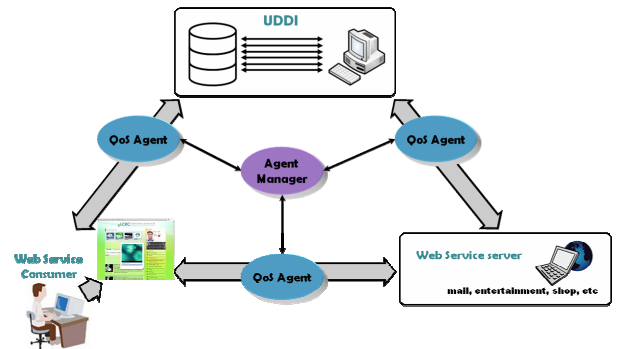 UDDI
QoS Agent
QoS Agent
Agent
Manager
Web Service
Consumer
Web Service server
mail, entertainment, shop, etc
QoS Agent